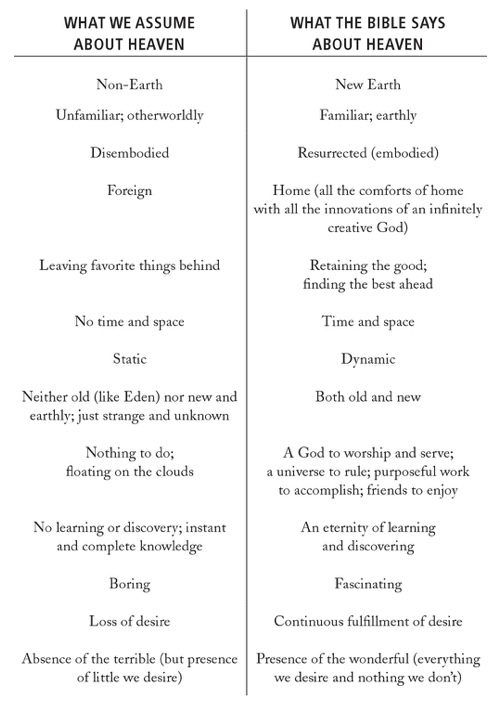 WHAT WE ASSUME
ABOUT HEAVEN
WHAT THE BIBLE SAYS
ABOUT HEAVEN
Non-Earth
New Earth
Unfamiliar; otherworldly
Familiar; earthly
Disembodied
Resurrected (embodied)
Foreign
Home (all the comforts of home
with all the innovations of an infinitely
creative God)
Leaving favorite things behind
Retaining the good;
finding the best ahead
No time and space
Time and space
Static
Dynamic
Neither old (like Eden) nor new and
earthly; just strange and unknown
Both old and new
Nothing to do;
floating on the clouds
A God to worship and serve;
a universe to rule; purposeful work
to accomplish; friends to enjoy
No learning or discovery; instant
and complete knowledge
An eternity of learning
and discovering
Boring
Fascinating
Loss of desire
Continuous fulfillment of desire
Absence of the terrible (but presence
of little we desire)
Presence of the wonderful (everything
we desire and nothing we don't)